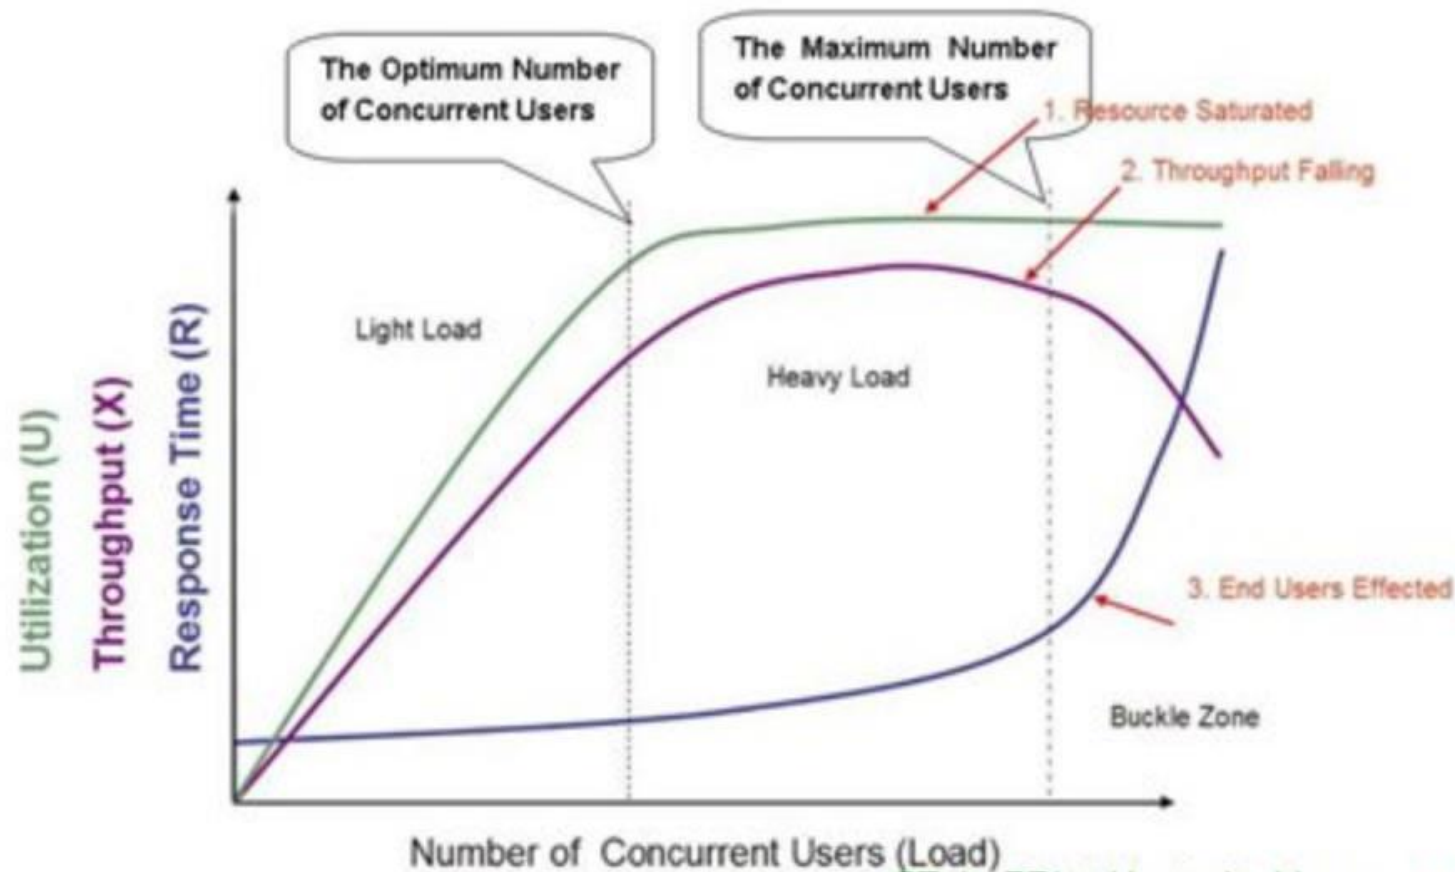 The Optimum Number
of Concurrent Users
The Maximum Number
of Concurrent Users
1. Resource Saturated
2. Throughput Falling
Light Load
Heavy Load
Utilization (U)
Throughput (X)
Response Time (R)
3. End Users Effected
Buckle Zone
Number of Concurrent Users (Load)